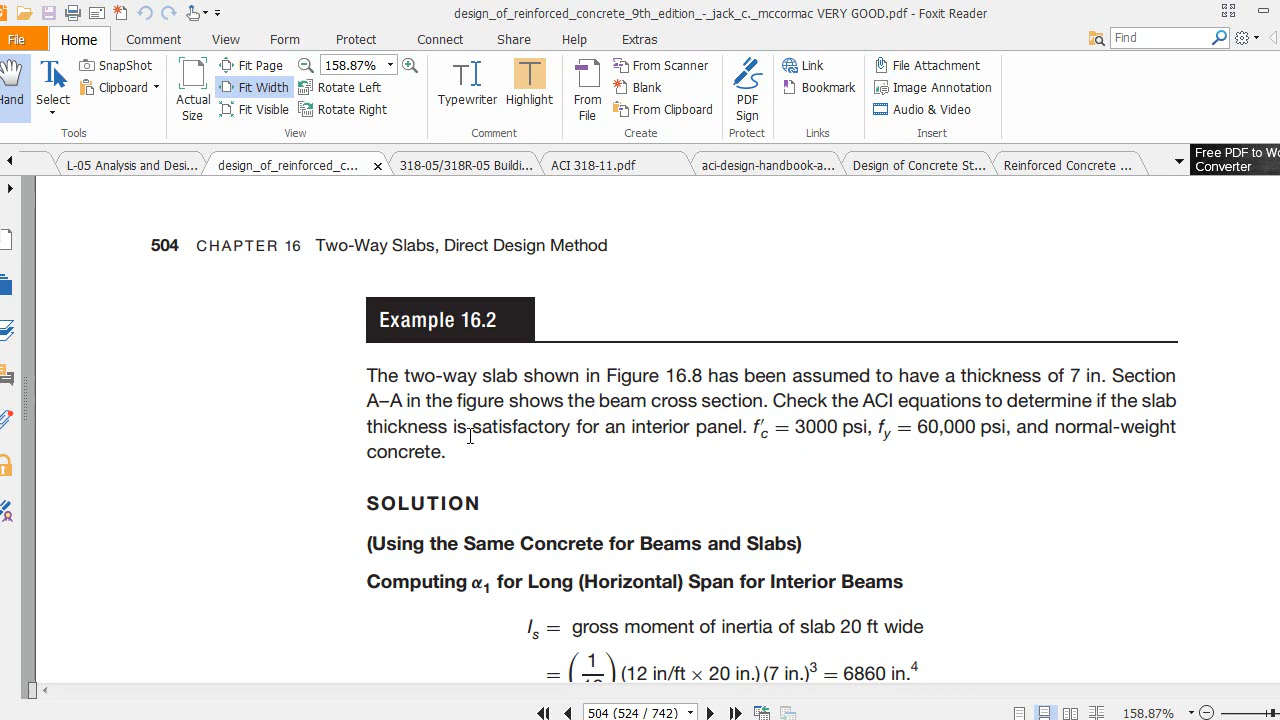 design_of_reinforced_concrete_9th_edition_-_jack_c._mccormac VERY GOOD.pdf - Foxit Reader
File Home Comment View Form Protect Connect Share Help Extras Find
Hand
Select
SnapShot
Clipboard
Tools
Actual Size
Fit Page
Fit Width
Fit Visible
158.87%
Rotate Left
Rotate Right
View
Typewriter
Highlight
Comment
From File
From Scanner
Blank
From Clipboard
Create
PDF Sign
Protect
Link
Bookmark
Links
File Attachment
Image Annotation
Audio & Video
Insert
L-05 Analysis and Desi... design_of_reinforced_c... 318-05/318R-05 Buildi... ACI 318-11.pdf aci-design-handbook-a... Design of Concrete St... Reinforced Concrete ...
Free PDF to Wo
Converter
504 CHAPTER 16 Two-Way Slabs, Direct Design Method
Example 16.2
The two-way slab shown in Figure 16.8 has been assumed to have a thickness of 7 in. Section
A–A in the figure shows the beam cross section. Check the ACI equations to determine if the slab
thickness is satisfactory for an interior panel. f′c = 3000 psi, fy = 60,000 psi, and normal-weight
concrete.
SOLUTION
(Using the Same Concrete for Beams and Slabs)
Computing α1 for Long (Horizontal) Span for Interior Beams
Is = gross moment of inertia of slab 20 ft wide
= (1/12) (12 in/ft × 20 in.) (7 in.)³ = 6860 in.⁴
504 (524 / 742) 158.87%